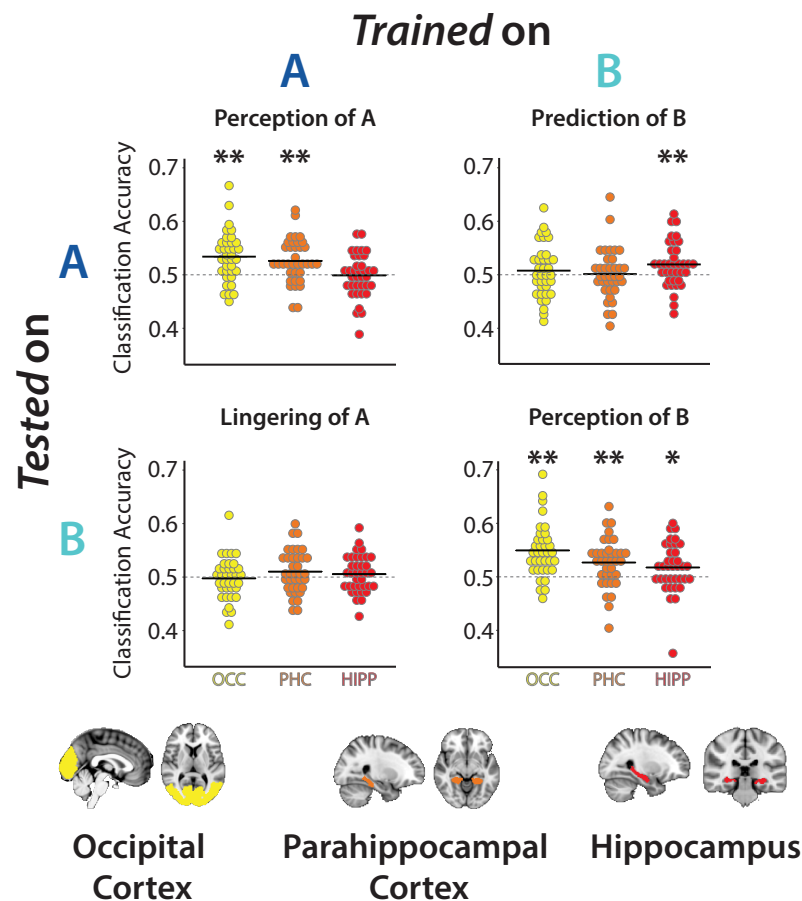 Trained on
A
B
Perception of A
Prediction of B
** **
**
Classification Accuracy
0.7
0.6
0.5
0.4
0.7
0.6
0.5
0.4
Tested on
A
Lingering of A
Perception of B
** ** *
Classification Accuracy
0.7
0.6
0.5
0.4
0.7
0.6
0.5
0.4
B
OCC PHC HIPP
OCC PHC HIPP
Occipital
Cortex
Parahippocampal
Cortex
Hippocampus